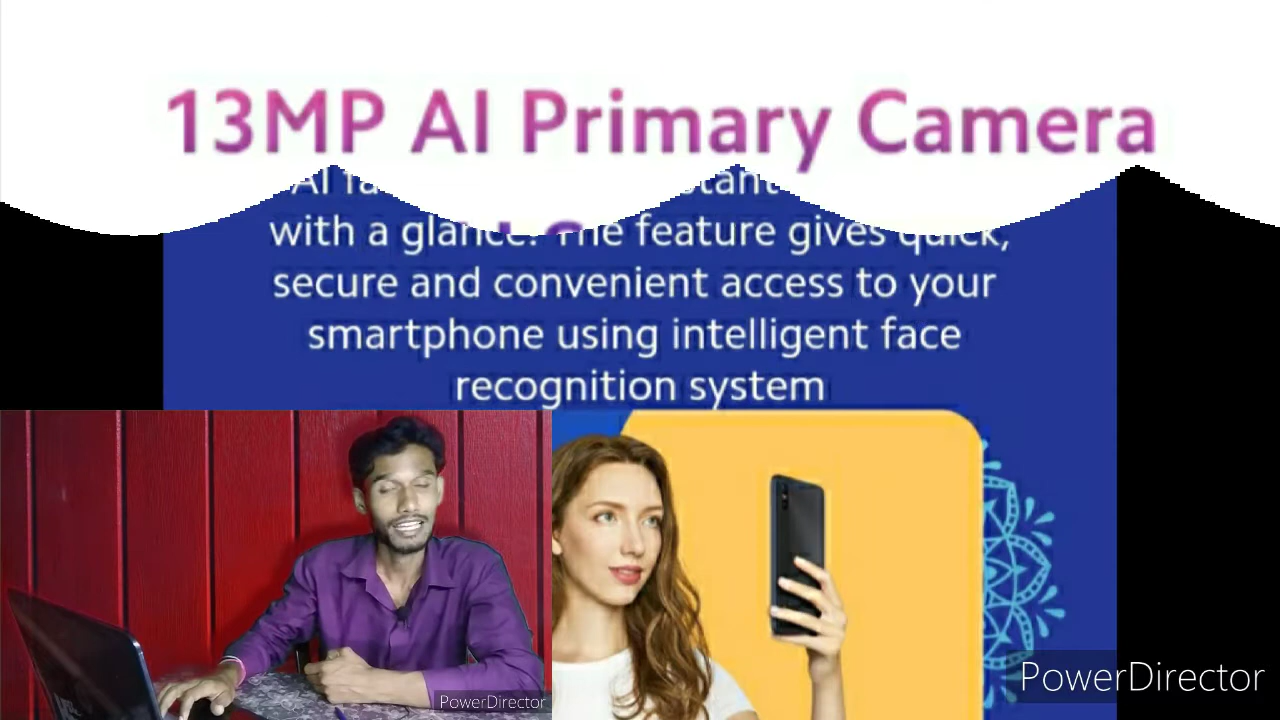 13MP AI Primary Camera
AI
with a glance. The feature gives quick,
secure and convenient access to your
smartphone using intelligent face
recognition system
PowerDirector
PowerDirector